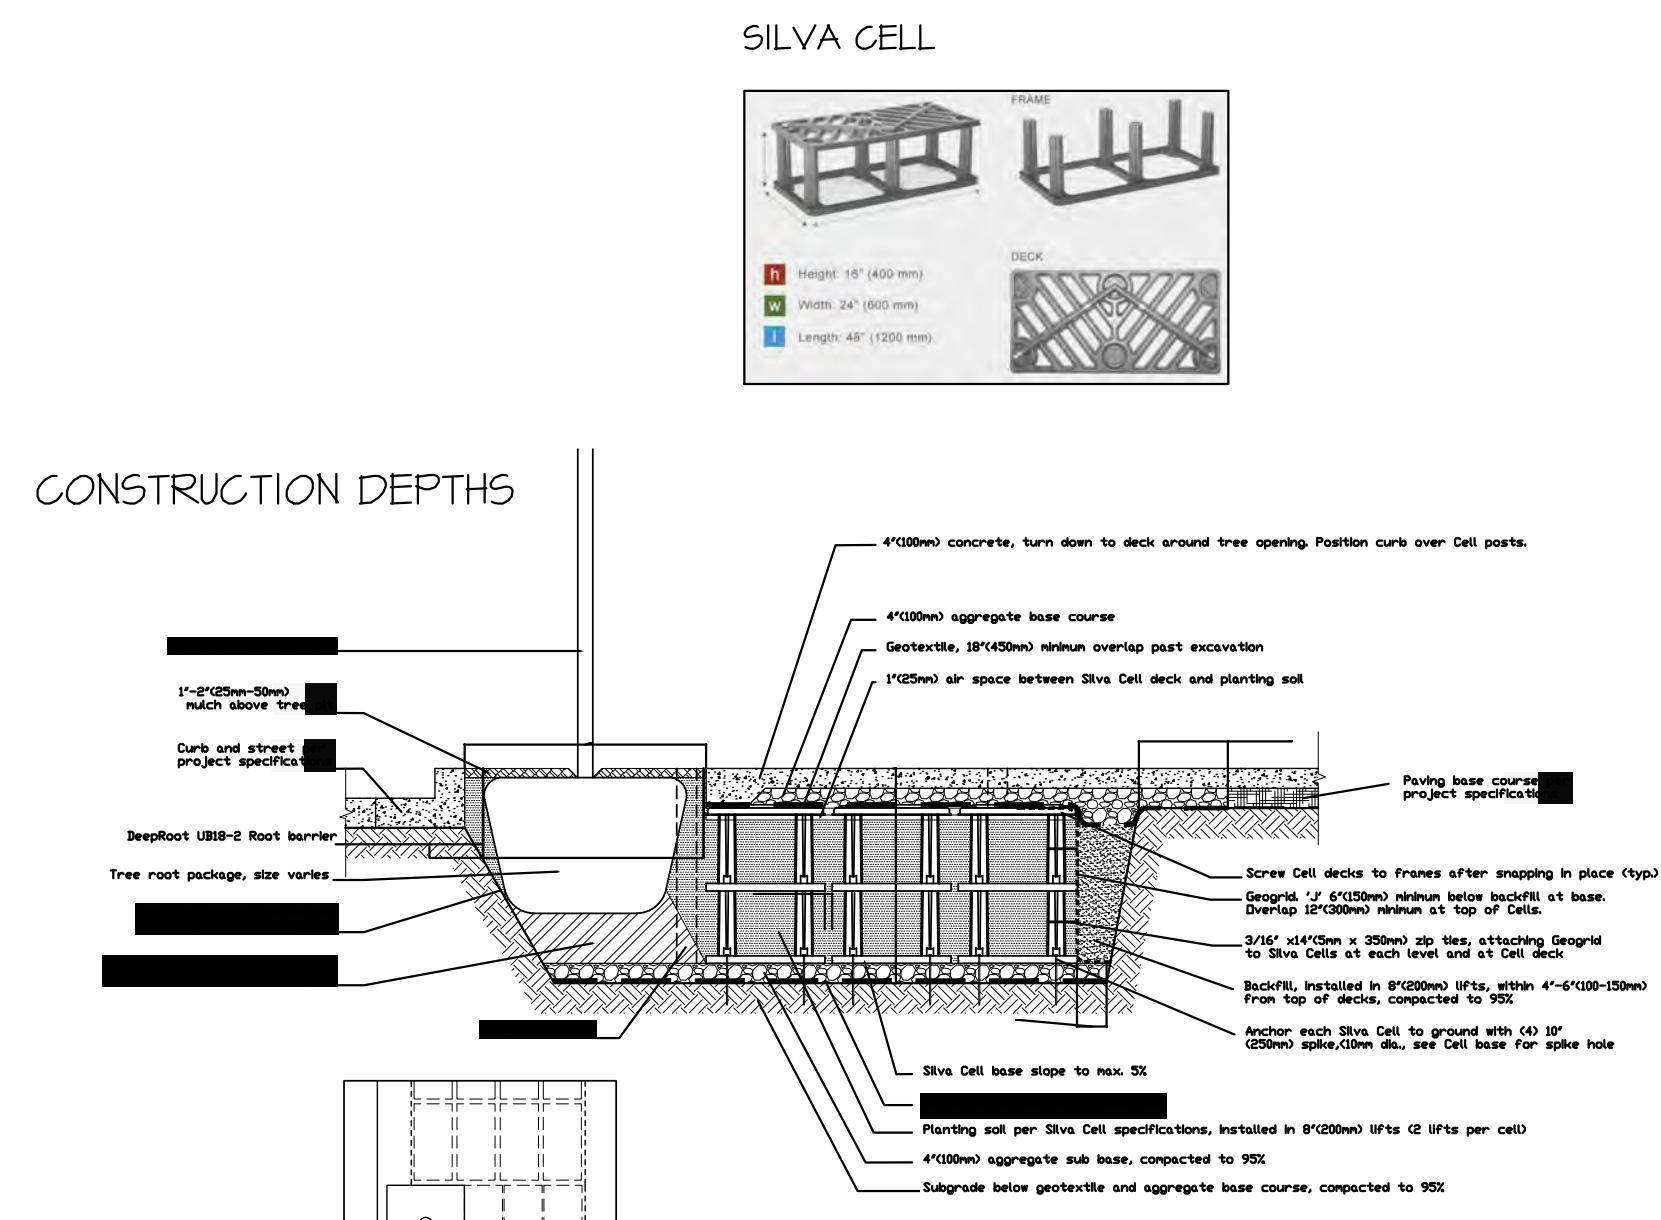 SILVA CELL
FRAME
h Height: 16" (400 mm)
w Width: 24" (600 mm)
l Length: 48" (1200 mm)
DECK
CONSTRUCTION DEPTHS
4"(100mm) concrete, turn down to deck around tree opening. Position curb over Cell posts.
4"(100mm) aggregate base course
Geotextile, 18"(450mm) minimum overlap past excavation
1"(25mm) air space between Silva Cell deck and planting soil
1"-2"(25mm-50mm)
mulch above tree pit
Curb and street per
project specifications
DeepRoot UB18-2 Root barrier
Tree root package, size varies
Paving base course per
project specifications
Screw Cell decks to frames after snapping in place (typ.)
Geogrid. 'J' 6"(150mm) minimum below backfill at base.
Overlap 12"(300mm) minimum at top of Cells.
3/16" x14"(5mm x 350mm) zip ties, attaching Geogrid
to Silva Cells at each level and at Cell deck
Backfill, installed in 8"(200mm) lifts, within 4"-6"(100-150mm)
from top of decks, compacted to 95%
Anchor each Silva Cell to ground with (4) 10"
(250mm) spike,(10mm dia., see Cell base for spike hole
Silva Cell base slope to max. 5%
Planting soil per Silva Cell specifications, installed in 8"(200mm) lifts (2 lifts per cell)
4"(100mm) aggregate sub base, compacted to 95%
Subgrade below geotextile and aggregate base course, compacted to 95%